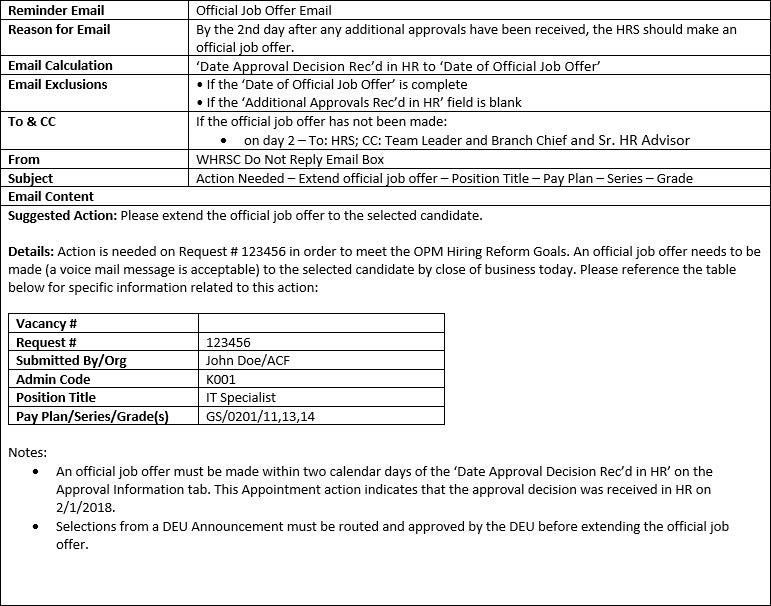 Reminder Email Official Job Offer Email
Reason for Email By the 2nd day after any additional approvals have been received, the HRS should make an
official job offer.
Email Calculation ‘Date Approval Decision Rec’d in HR to ‘Date of Official Job Offer’
Email Exclusions • If the ‘Date of Official Job Offer’ is complete
• If the ‘Additional Approvals Rec’d in HR’ field is blank
To & CC If the official job offer has not been made:
• on day 2 – To: HRS; CC: Team Leader and Branch Chief and Sr. HR Advisor
From WHRSC Do Not Reply Email Box
Subject Action Needed – Extend official job offer – Position Title – Pay Plan – Series – Grade
Email Content
Suggested Action: Please extend the official job offer to the selected candidate.
Details: Action is needed on Request # 123456 in order to meet the OPM Hiring Reform Goals. An official job offer needs to be
made (a voice mail message is acceptable) to the selected candidate by close of business today. Please reference the table
below for specific information related to this action:
Vacancy #
Request # 123456
Submitted By/Org John Doe/ACF
Admin Code K001
Position Title IT Specialist
Pay Plan/Series/Grade(s) GS/0201/11,13,14
Notes:
• An official job offer must be made within two calendar days of the ‘Date Approval Decision Rec’d in HR’ on the
Approval Information tab. This Appointment action indicates that the approval decision was received in HR on
2/1/2018.
• Selections from a DEU Announcement must be routed and approved by the DEU before extending the official job
offer.